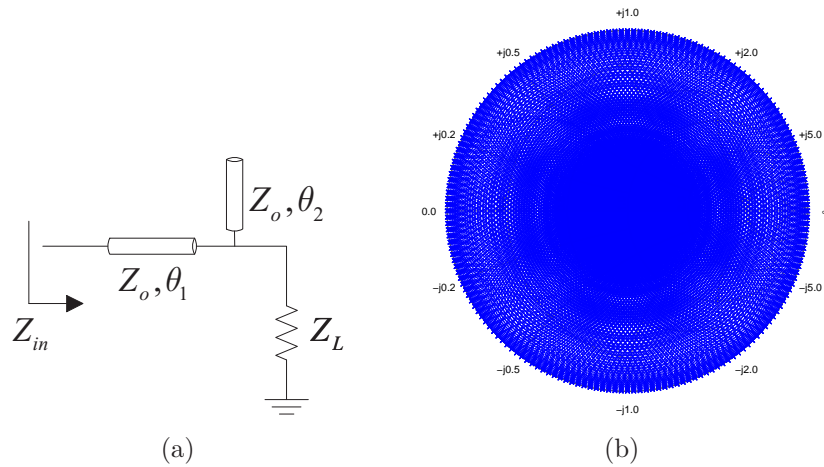 Z_o, θ_2
Z_o, θ_1
Z_in
Z_L
(a)
+j1.0
+j0.5
+j2.0
+j0.2
+j5.0
0.0
−j0.2
−j5.0
−j0.5
−j2.0
−j1.0
(b)